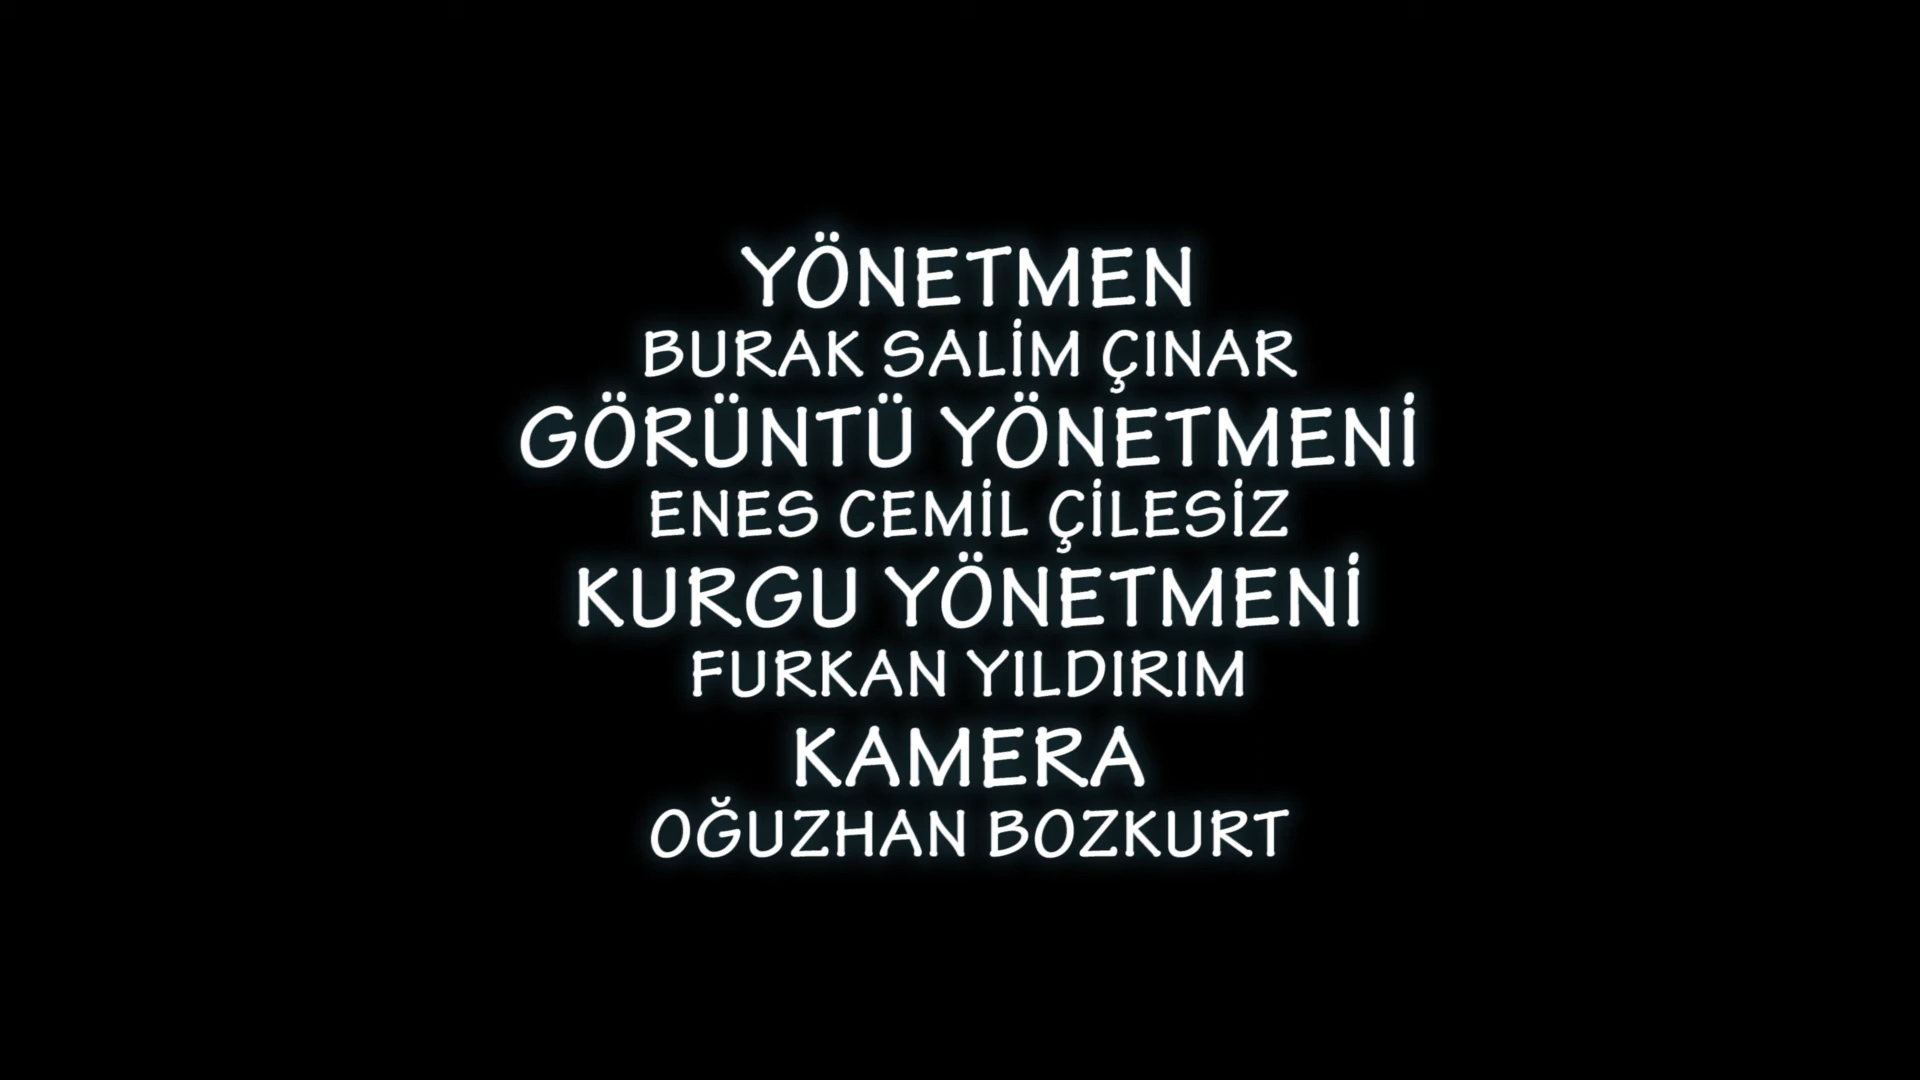 YÖNETMEN
BURAK SALİM ÇINAR
GÖRÜNTÜ YÖNETMENİ
ENES CEMİL ÇİLESİZ
KURGU YÖNETMENİ
FURKAN YILDIRIM
KAMERA
OĞUZHAN BOZKURT